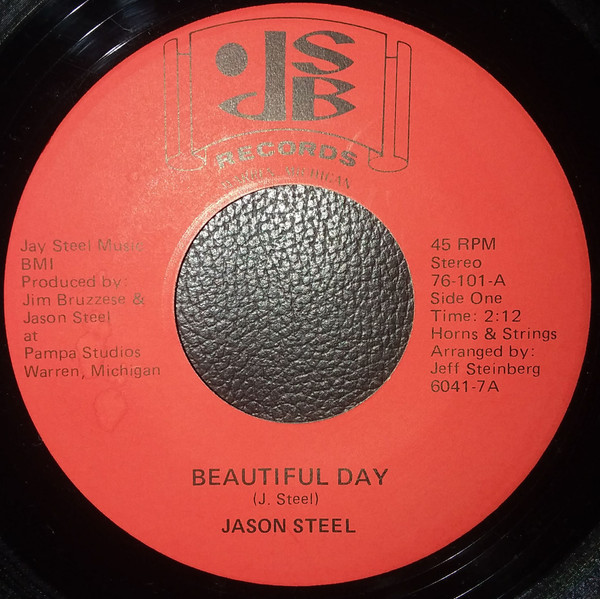 JSB
RECORDS
MICHIGAN
Jay Steel Music
BMI
Produced by:
Jim Bruzzese &
Jason Steel
at
Pampa Studios
Warren, Michigan
45 RPM
Stereo
76-101-A
Side One
Time: 2:12
Horns & Strings
Arranged by:
Jeff Steinberg
6041-7A
BEAUTIFUL DAY
(J. Steel)
JASON STEEL